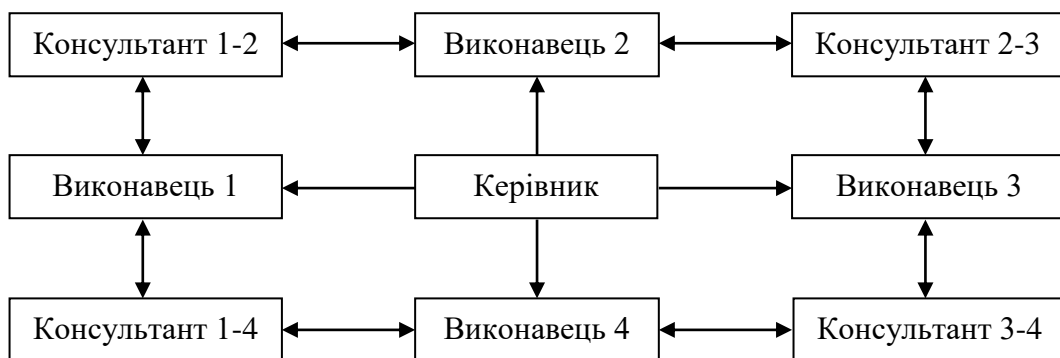 Консультант 1-2
Виконавець 2
Консультант 2-3
Виконавець 1
Керівник
Виконавець 3
Консультант 1-4
Виконавець 4
Консультант 3-4